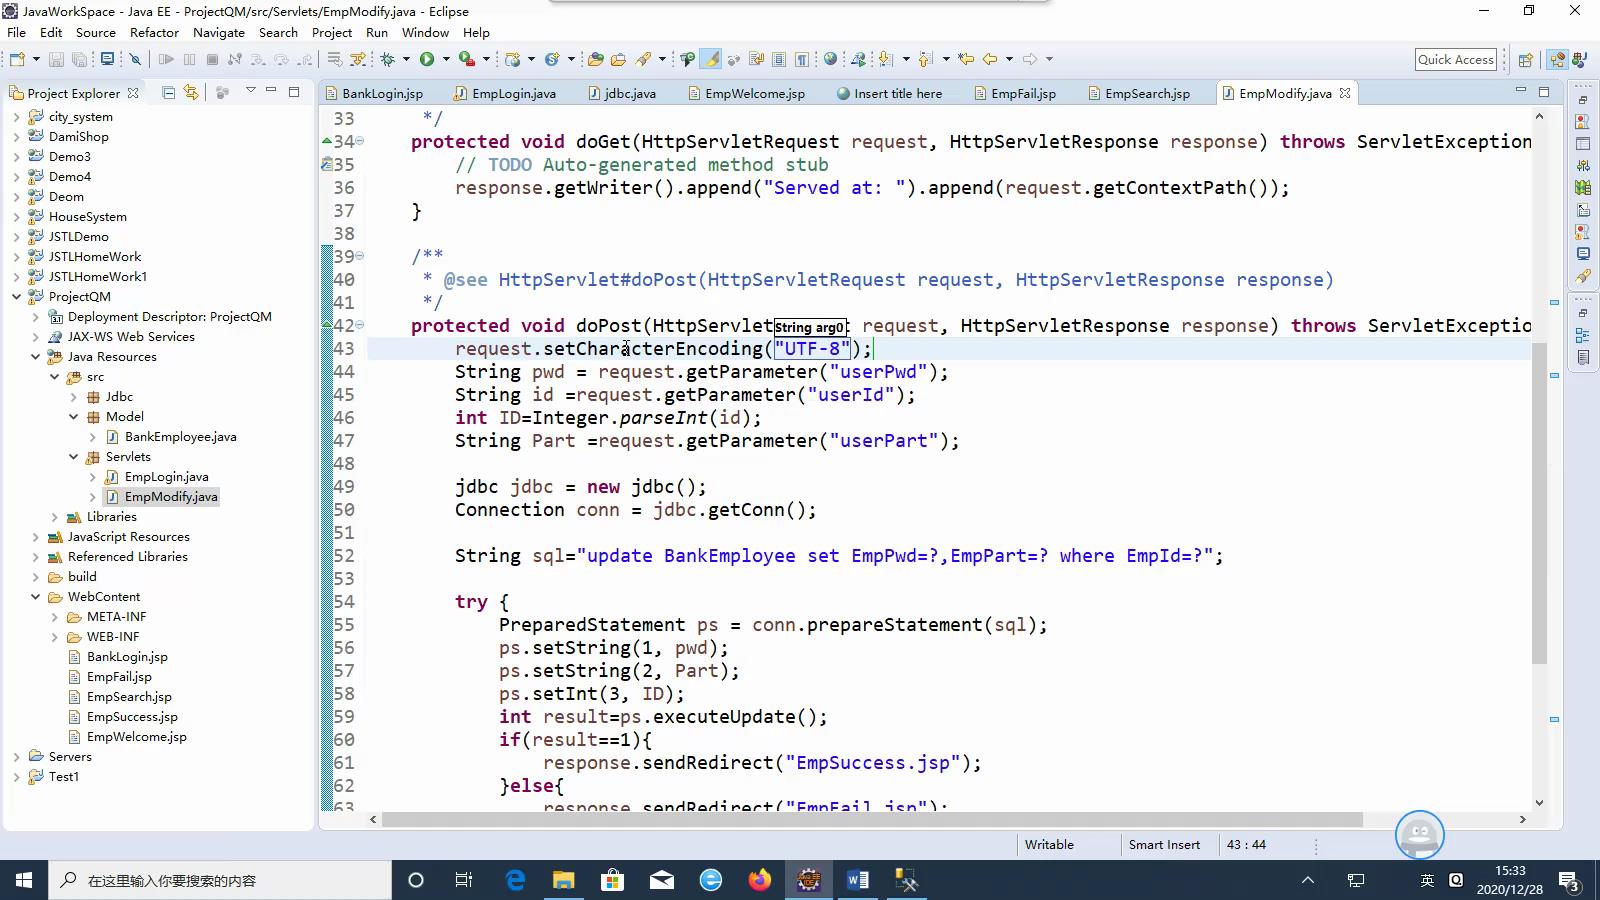 JavaWorkSpace - Java EE - ProjectQM/src/Servlets/EmpModify.java - Eclipse
File Edit Source Refactor Navigate Search Project Run Window Help
Quick Access
Project Explorer
BankLogin.jsp EmpLogin.java jdbc.java EmpWelcome.jsp Insert title here EmpFail.jsp EmpSearch.jsp EmpModify.java
city_system
DamiShop
Demo3
Demo4
Deom
HouseSystem
JSTLDemo
JSTLHomeWork
JSTLHomeWork1
ProjectQM
Deployment Descriptor: ProjectQM
JAX-WS Web Services
Java Resources
src
Jdbc
Model
BankEmployee.java
Servlets
EmpLogin.java
EmpModify.java
Libraries
JavaScript Resources
Referenced Libraries
build
WebContent
META-INF
WEB-INF
BankLogin.jsp
EmpFail.jsp
EmpSearch.jsp
EmpSuccess.jsp
EmpWelcome.jsp
Servers
Test1
33 */
34 protected void doGet(HttpServletRequest request, HttpServletResponse response) throws ServletException
35 // TODO Auto-generated method stub
36 response.getWriter().append("Served at: ").append(request.getContextPath());
37 }
38
39 /**
40 * @see HttpServlet#doPost(HttpServletRequest request, HttpServletResponse response)
41 */
42 protected void doPost(HttpServlet String arg0 request, HttpServletResponse response) throws ServletException
43 request.setCharacterEncoding("UTF-8");
44 String pwd = request.getParameter("userPwd");
45 String id =request.getParameter("userId");
46 int ID=Integer.parseInt(id);
47 String Part =request.getParameter("userPart");
48
49 jdbc jdbc = new jdbc();
50 Connection conn = jdbc.getConn();
51
52 String sql="update BankEmployee set EmpPwd=?,EmpPart=? where EmpId=?";
53
54 try {
55 PreparedStatement ps = conn.prepareStatement(sql);
56 ps.setString(1, pwd);
57 ps.setString(2, Part);
58 ps.setInt(3, ID);
59 int result=ps.executeUpdate();
60 if(result==1){
61 response.sendRedirect("EmpSuccess.jsp");
62 }else{
63 response.sendRedirect("EmpFail.jsp");
Writable Smart Insert 43 : 44
在这里输入你要搜索的内容
英
15:33
2020/12/28
3